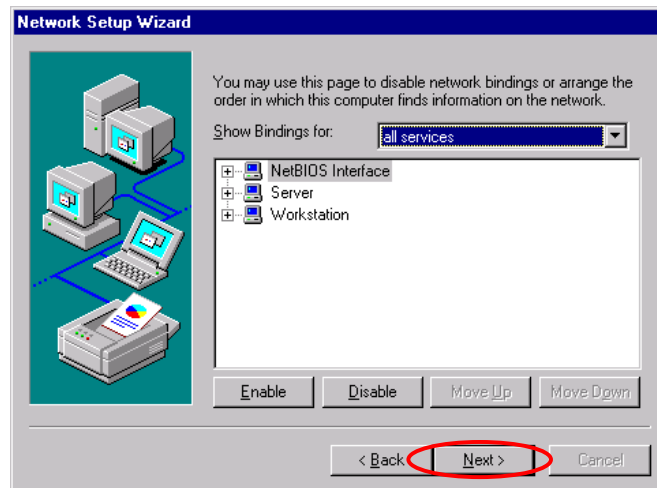 Network Setup Wizard
You may use this page to disable network bindings or arrange the
order in which this computer finds information on the network.
Show Bindings for: all services
NetBIOS Interface
Server
Workstation
Enable Disable Move Up Move Down
< Back Next > Cancel